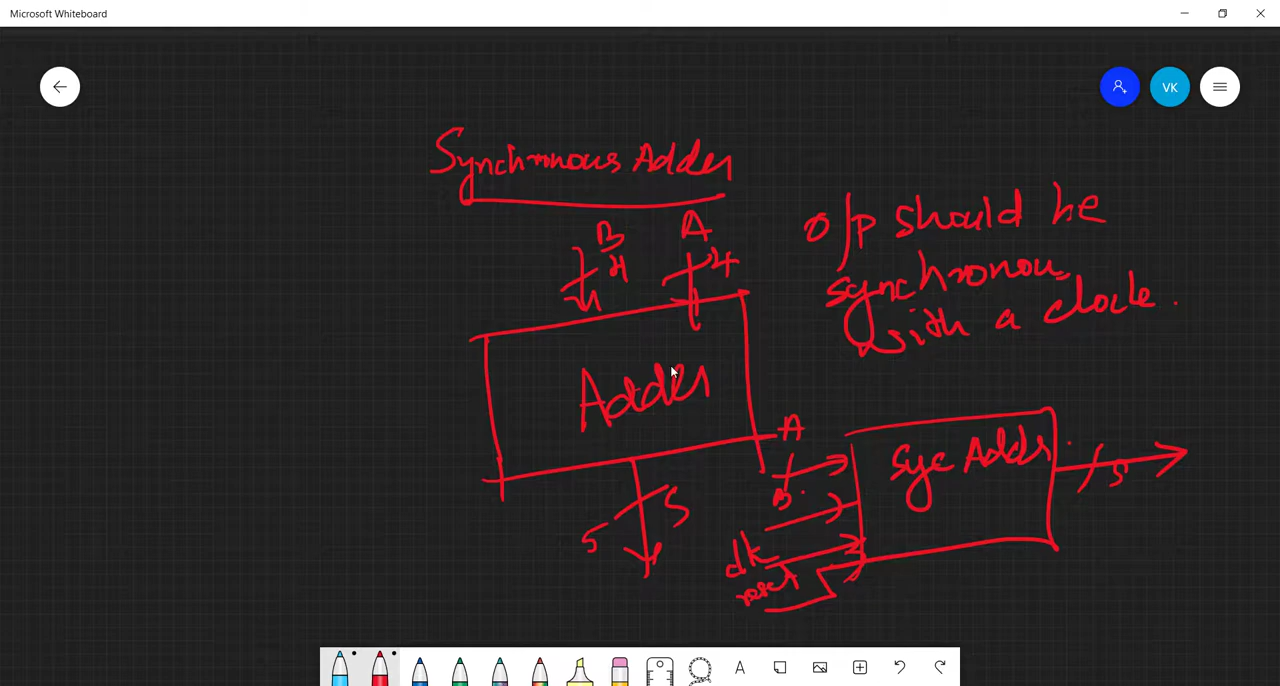 Microsoft Whiteboard
VK
Synchronous Adder
B A
4 4
o/p should be
synchronous
with a clock.
Adder
5 S
A
B
clk
reset
Syc Adder
5
A